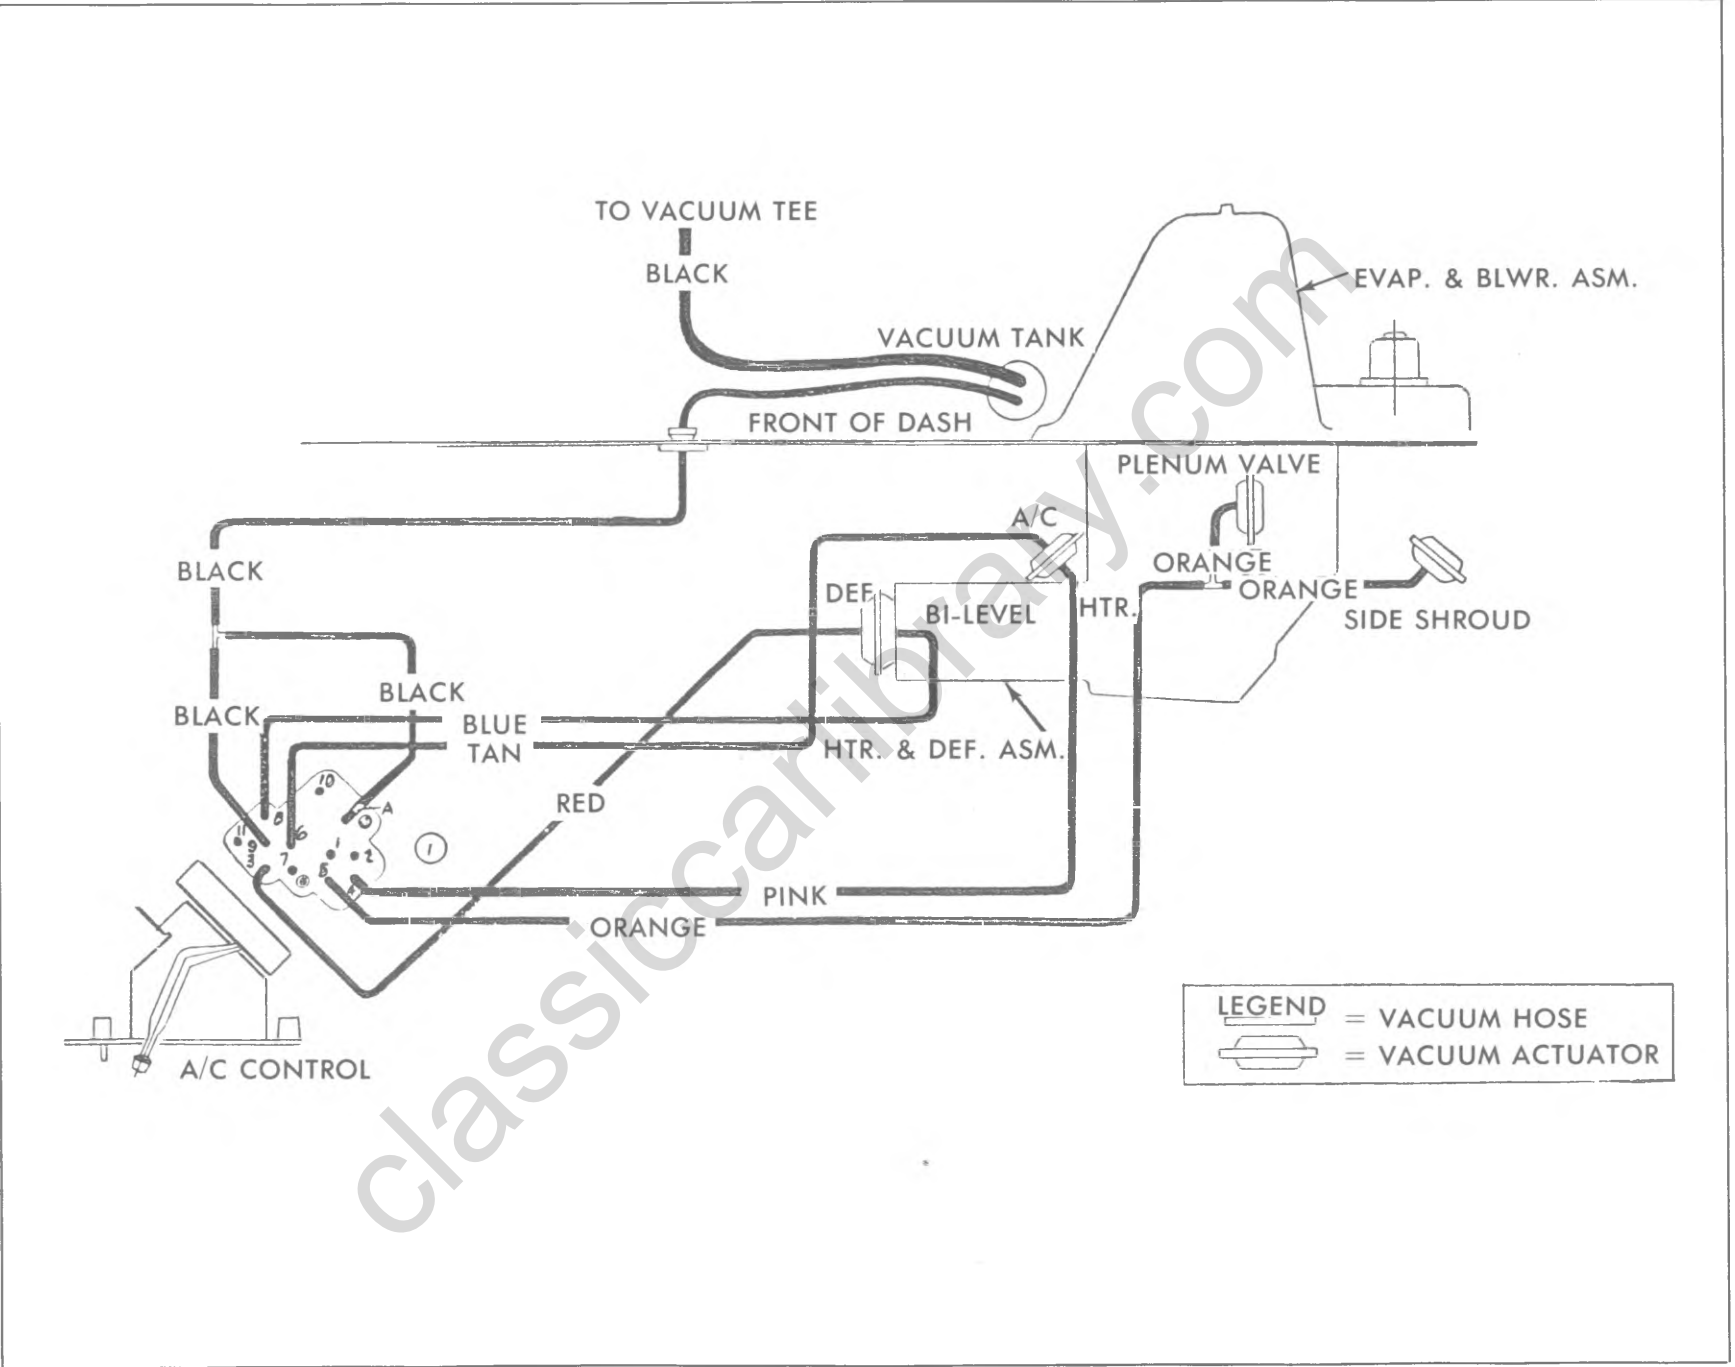 TO VACUUM TEE
BLACK
EVAP. & BLWR. ASM.
VACUUM TANK
FRONT OF DASH
PLENUM VALVE
A/C
BLACK
ORANGE
DEF.
ORANGE
BI-LEVEL
HTR.
SIDE SHROUD
BLACK
BLACK
BLUE
TAN
HTR. & DEF. ASM.
10
RED
A
8
11
6
9
1
2
1
3
7
5
4
PINK
ORANGE
LEGEND
= VACUUM HOSE
= VACUUM ACTUATOR
A/C CONTROL
classiccarlibrary.com